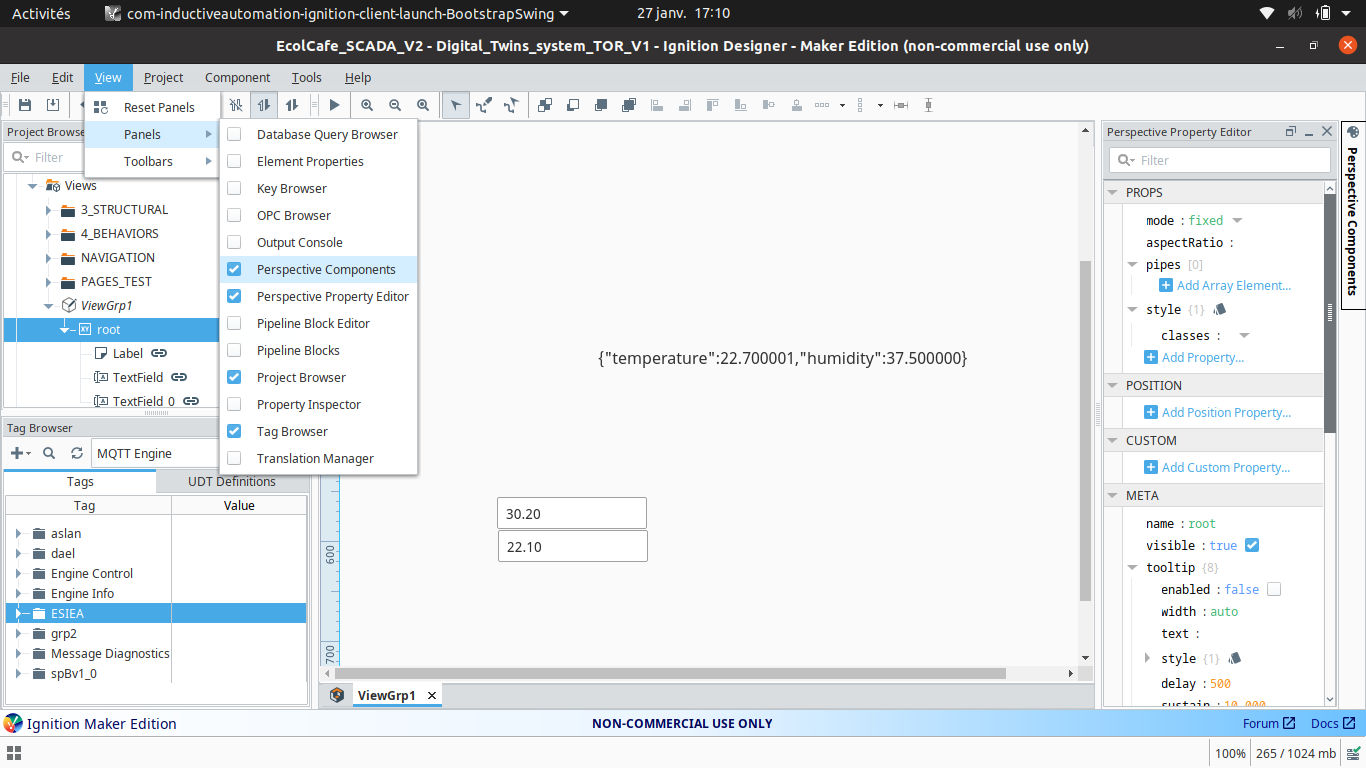 Activités
com-inductiveautomation-ignition-client-launch-BootstrapSwing
27 janv. 17:10
EcolCafe_SCADA_V2 - Digital_Twins_system_TOR_V1 - Ignition Designer - Maker Edition (non-commercial use only)
File Edit View Project Component Tools Help
Reset Panels
Panels
Toolbars
Database Query Browser
Element Properties
Key Browser
OPC Browser
Output Console
Perspective Components
Perspective Property Editor
Pipeline Block Editor
Pipeline Blocks
Project Browser
Property Inspector
Tag Browser
Translation Manager
Project Browse
Filter
Views
3_STRUCTURAL
4_BEHAVIORS
NAVIGATION
PAGES_TEST
ViewGrp1
root
Label
TextField
TextField_0
Tag Browser
MQTT Engine
Tags UDT Definitions
Tag Value
aslan
dael
Engine Control
Engine Info
ESIEA
grp2
Message Diagnostics
spBv1_0
{"temperature":22.700001,"humidity":37.500000}
30.20
22.10
600
700
ViewGrp1
Perspective Property Editor
Filter
PROPS
mode : fixed
aspectRatio :
pipes [0]
Add Array Element...
style {1}
classes :
Add Property...
POSITION
Add Position Property...
CUSTOM
Add Custom Property...
META
name : root
visible : true
tooltip {8}
enabled : false
width : auto
text :
style {1}
delay : 500
sustain : 10,000
Perspective Components
Ignition Maker Edition
NON-COMMERCIAL USE ONLY
Forum
Docs
100%
265 / 1024 mb